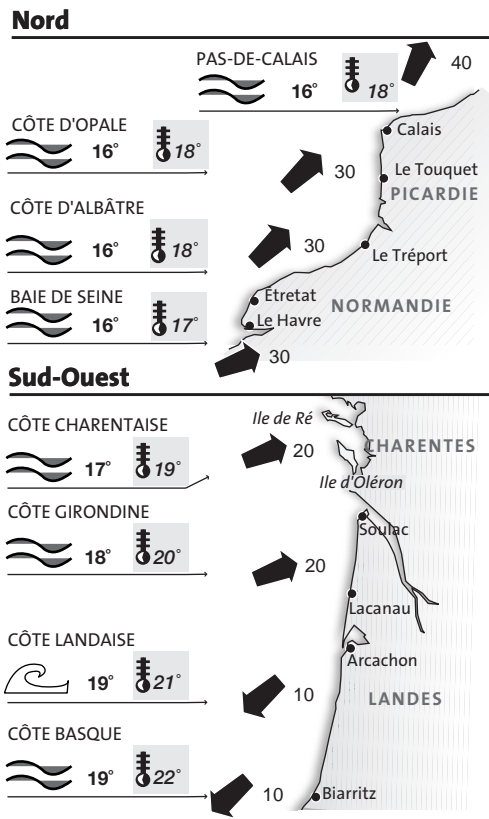 Nord
PAS-DE-CALAIS
16°
18°
40
CÔTE D'OPALE
16°
18°
30
Calais
Le Touquet
PICARDIE
CÔTE D'ALBÂTRE
16°
18°
30
Le Tréport
BAIE DE SEINE
16°
17°
30
Etretat
Le Havre
NORMANDIE
Sud-Ouest
CÔTE CHARENTAISE
17°
19°
20
Ile de Ré
CHARENTES
Ile d'Oléron
CÔTE GIRONDINE
18°
20°
20
Soulac
Lacanau
CÔTE LANDAISE
19°
21°
10
Arcachon
LANDES
CÔTE BASQUE
19°
22°
10
Biarritz